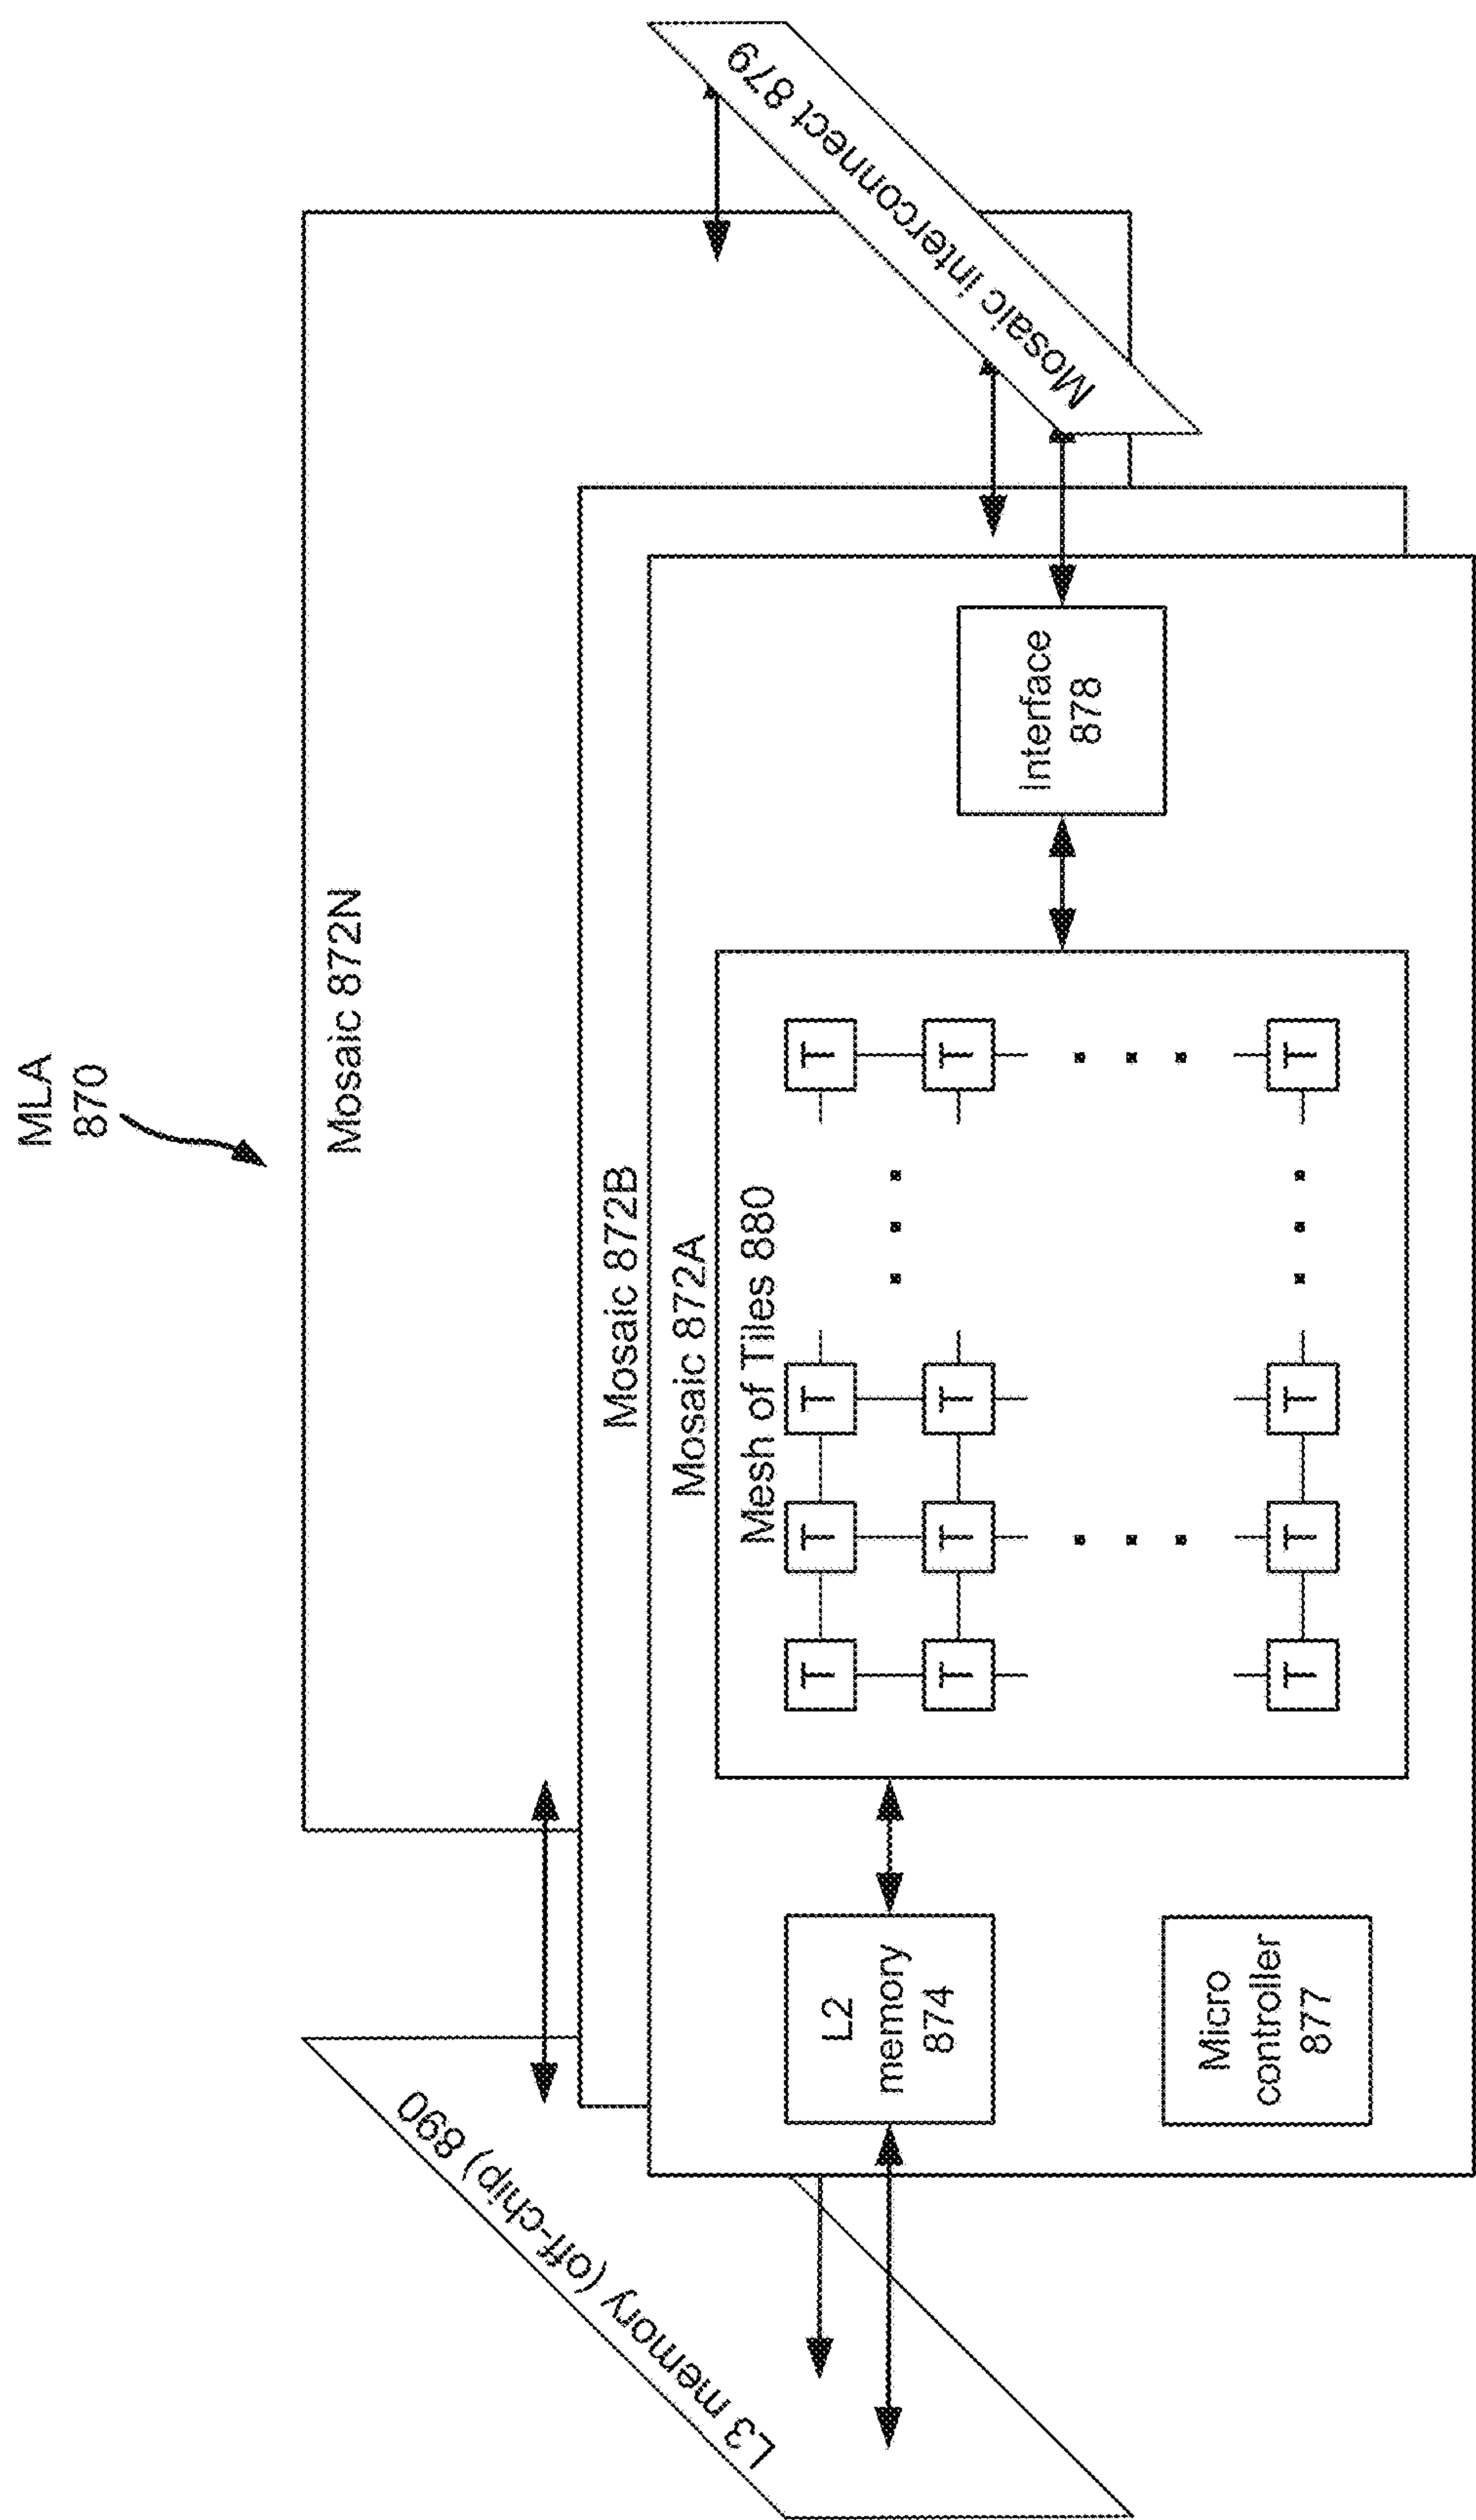 MLA
870
Mosaic 872N
Mosaic 872B
Mosaic 872A
Mesh of Tiles 880
L3 memory (off-chip) 890
L2
memory
874
Micro
controller
877
T T T T
T T T T
T T T T
Interface
878
Mosaic interconnect 879